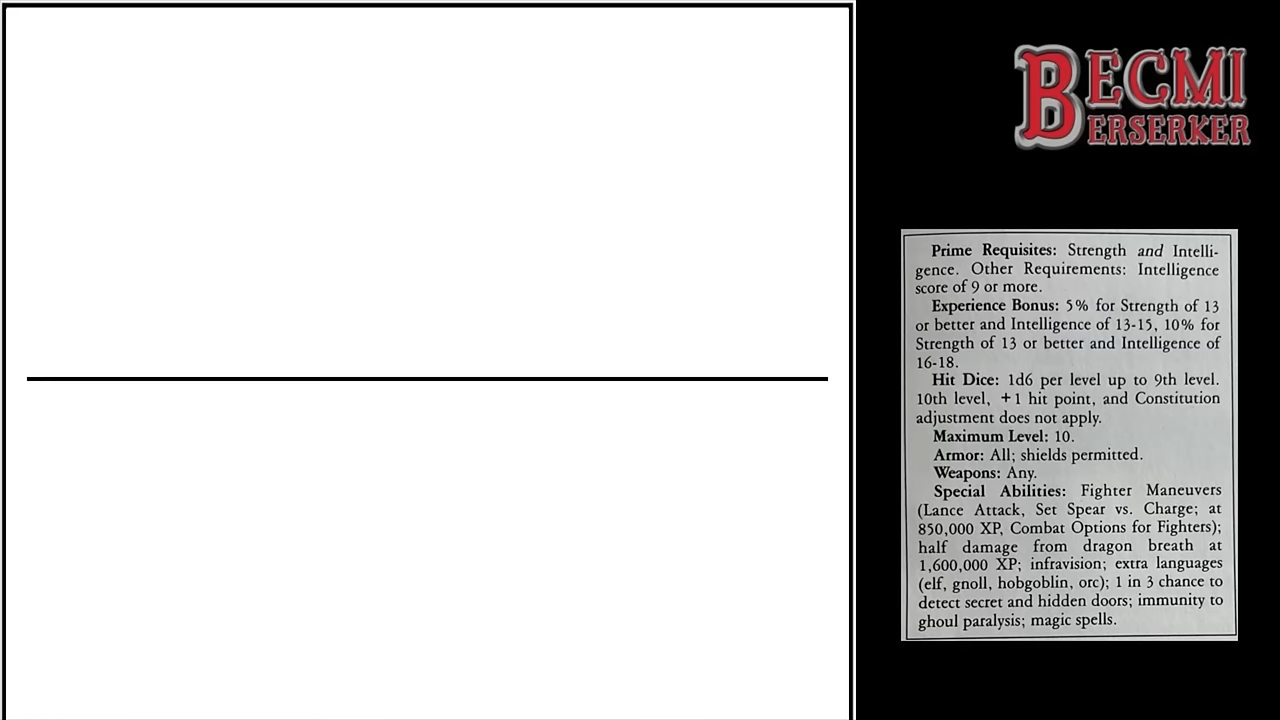 BECMI
BERSERKER
Prime Requisites: Strength and Intelli-
gence. Other Requirements: Intelligence
score of 9 or more.
Experience Bonus: 5% for Strength of 13
or better and Intelligence of 13-15, 10% for
Strength of 13 or better and Intelligence of
16-18.
Hit Dice: 1d6 per level up to 9th level.
10th level, +1 hit point, and Constitution
adjustment does not apply.
Maximum Level: 10.
Armor: All; shields permitted.
Weapons: Any.
Special Abilities: Fighter Maneuvers
(Lance Attack, Set Spear vs. Charge; at
850,000 XP, Combat Options for Fighters);
half damage from dragon breath at
1,600,000 XP; infravision; extra languages
(elf, gnoll, hobgoblin, orc); 1 in 3 chance to
detect secret and hidden doors; immunity to
ghoul paralysis; magic spells.